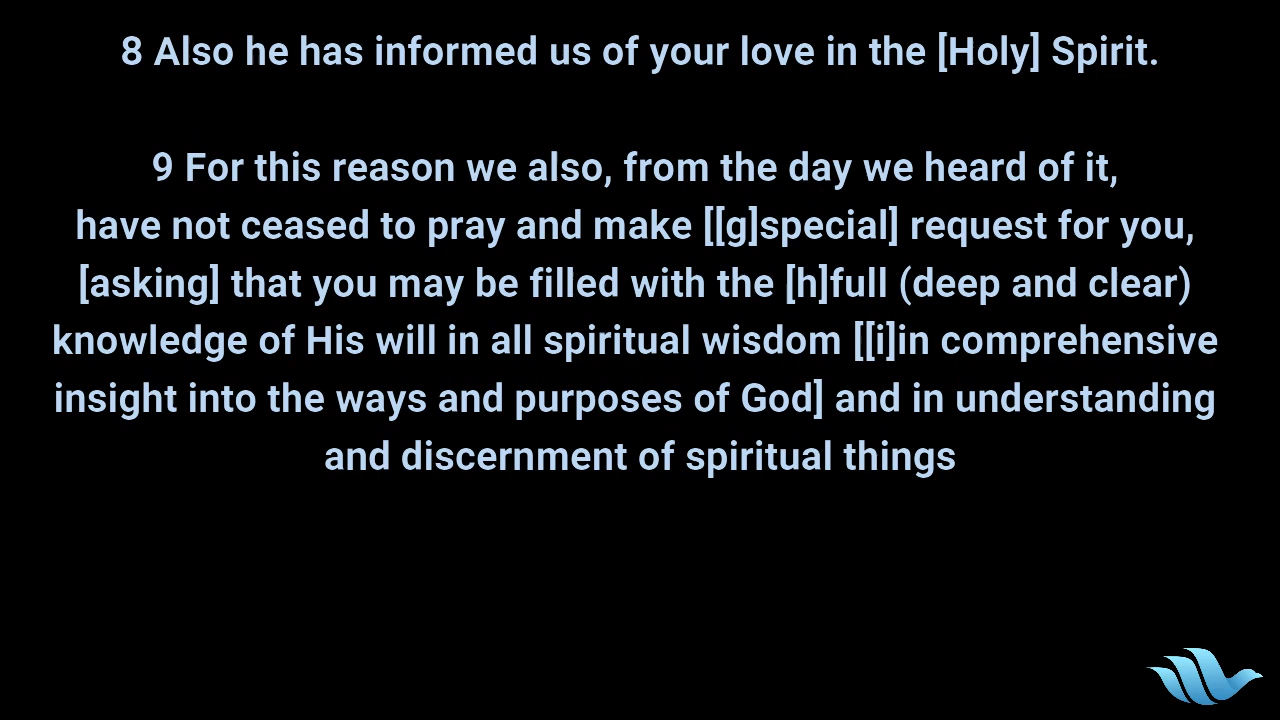 8 Also he has informed us of your love in the [Holy] Spirit.
9 For this reason we also, from the day we heard of it,
have not ceased to pray and make [[g]special] request for you,
[asking] that you may be filled with the [h]full (deep and clear)
knowledge of His will in all spiritual wisdom [[i]in comprehensive
insight into the ways and purposes of God] and in understanding
and discernment of spiritual things